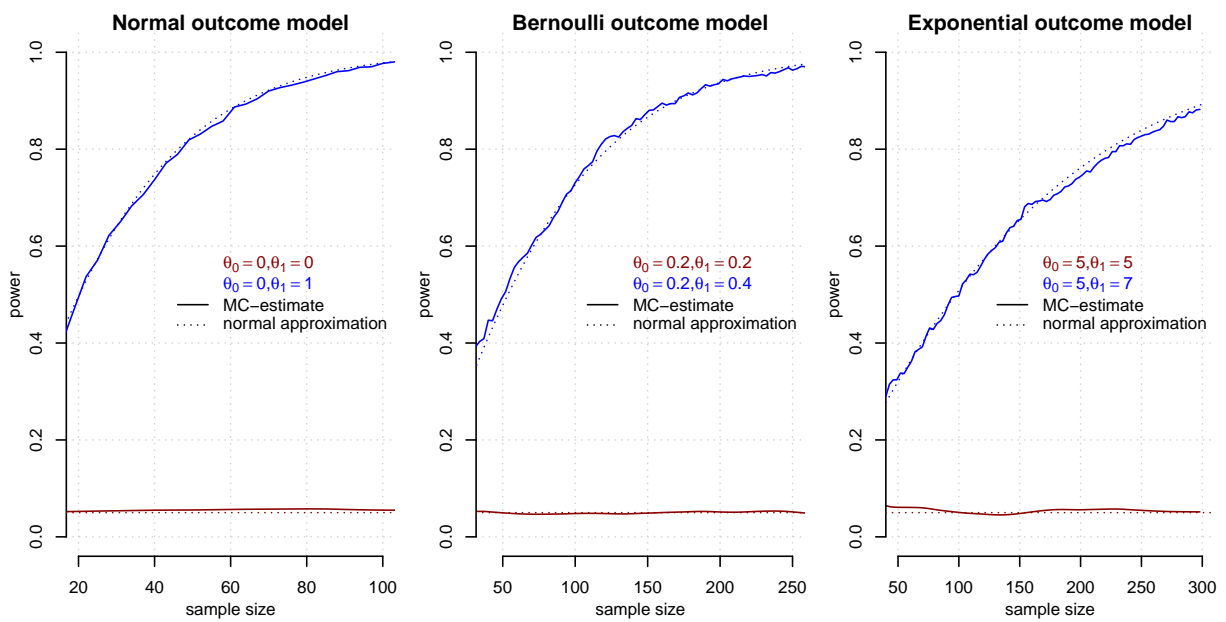 Normal outcome model
power
0.0 0.2 0.4 0.6 0.8 1.0
θ₀ = 0,θ₁ = 0
θ₀ = 0,θ₁ = 1
MC−estimate
normal approximation
20 40 60 80 100
sample size
Bernoulli outcome model
power
0.0 0.2 0.4 0.6 0.8 1.0
θ₀ = 0.2,θ₁ = 0.2
θ₀ = 0.2,θ₁ = 0.4
MC−estimate
normal approximation
50 100 150 200 250
sample size
Exponential outcome model
power
0.0 0.2 0.4 0.6 0.8 1.0
θ₀ = 5,θ₁ = 5
θ₀ = 5,θ₁ = 7
MC−estimate
normal approximation
50 100 150 200 250 300
sample size